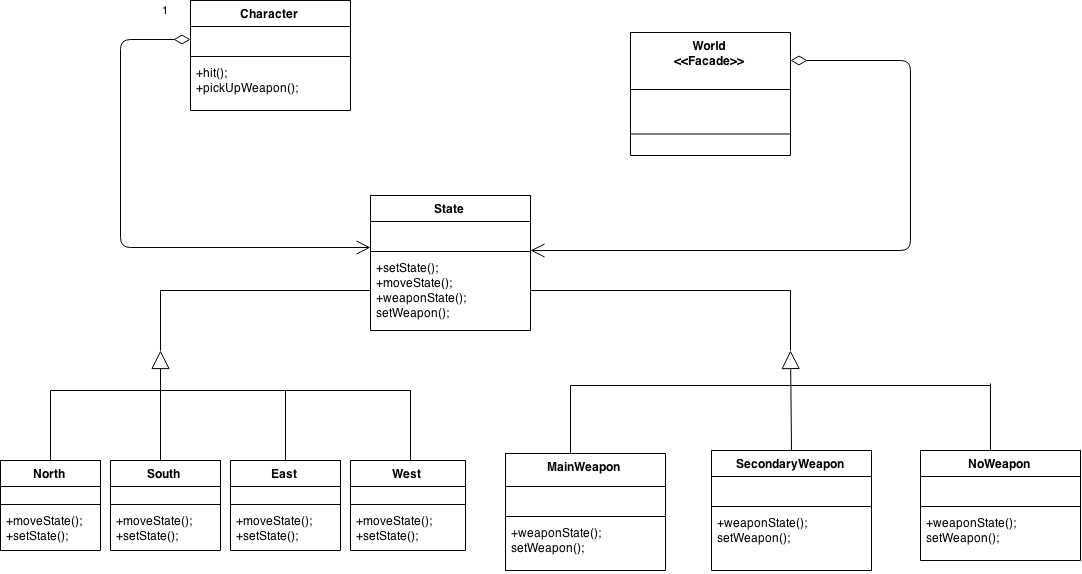 1
Character
+hit();
+pickUpWeapon();
World
<<Facade>>
State
+setState();
+moveState();
+weaponState();
setWeapon();
North
+moveState();
+setState();
South
+moveState();
+setState();
East
+moveState();
+setState();
West
+moveState();
+setState();
MainWeapon
+weaponState();
setWeapon();
SecondaryWeapon
+weaponState();
setWeapon();
NoWeapon
+weaponState();
setWeapon();